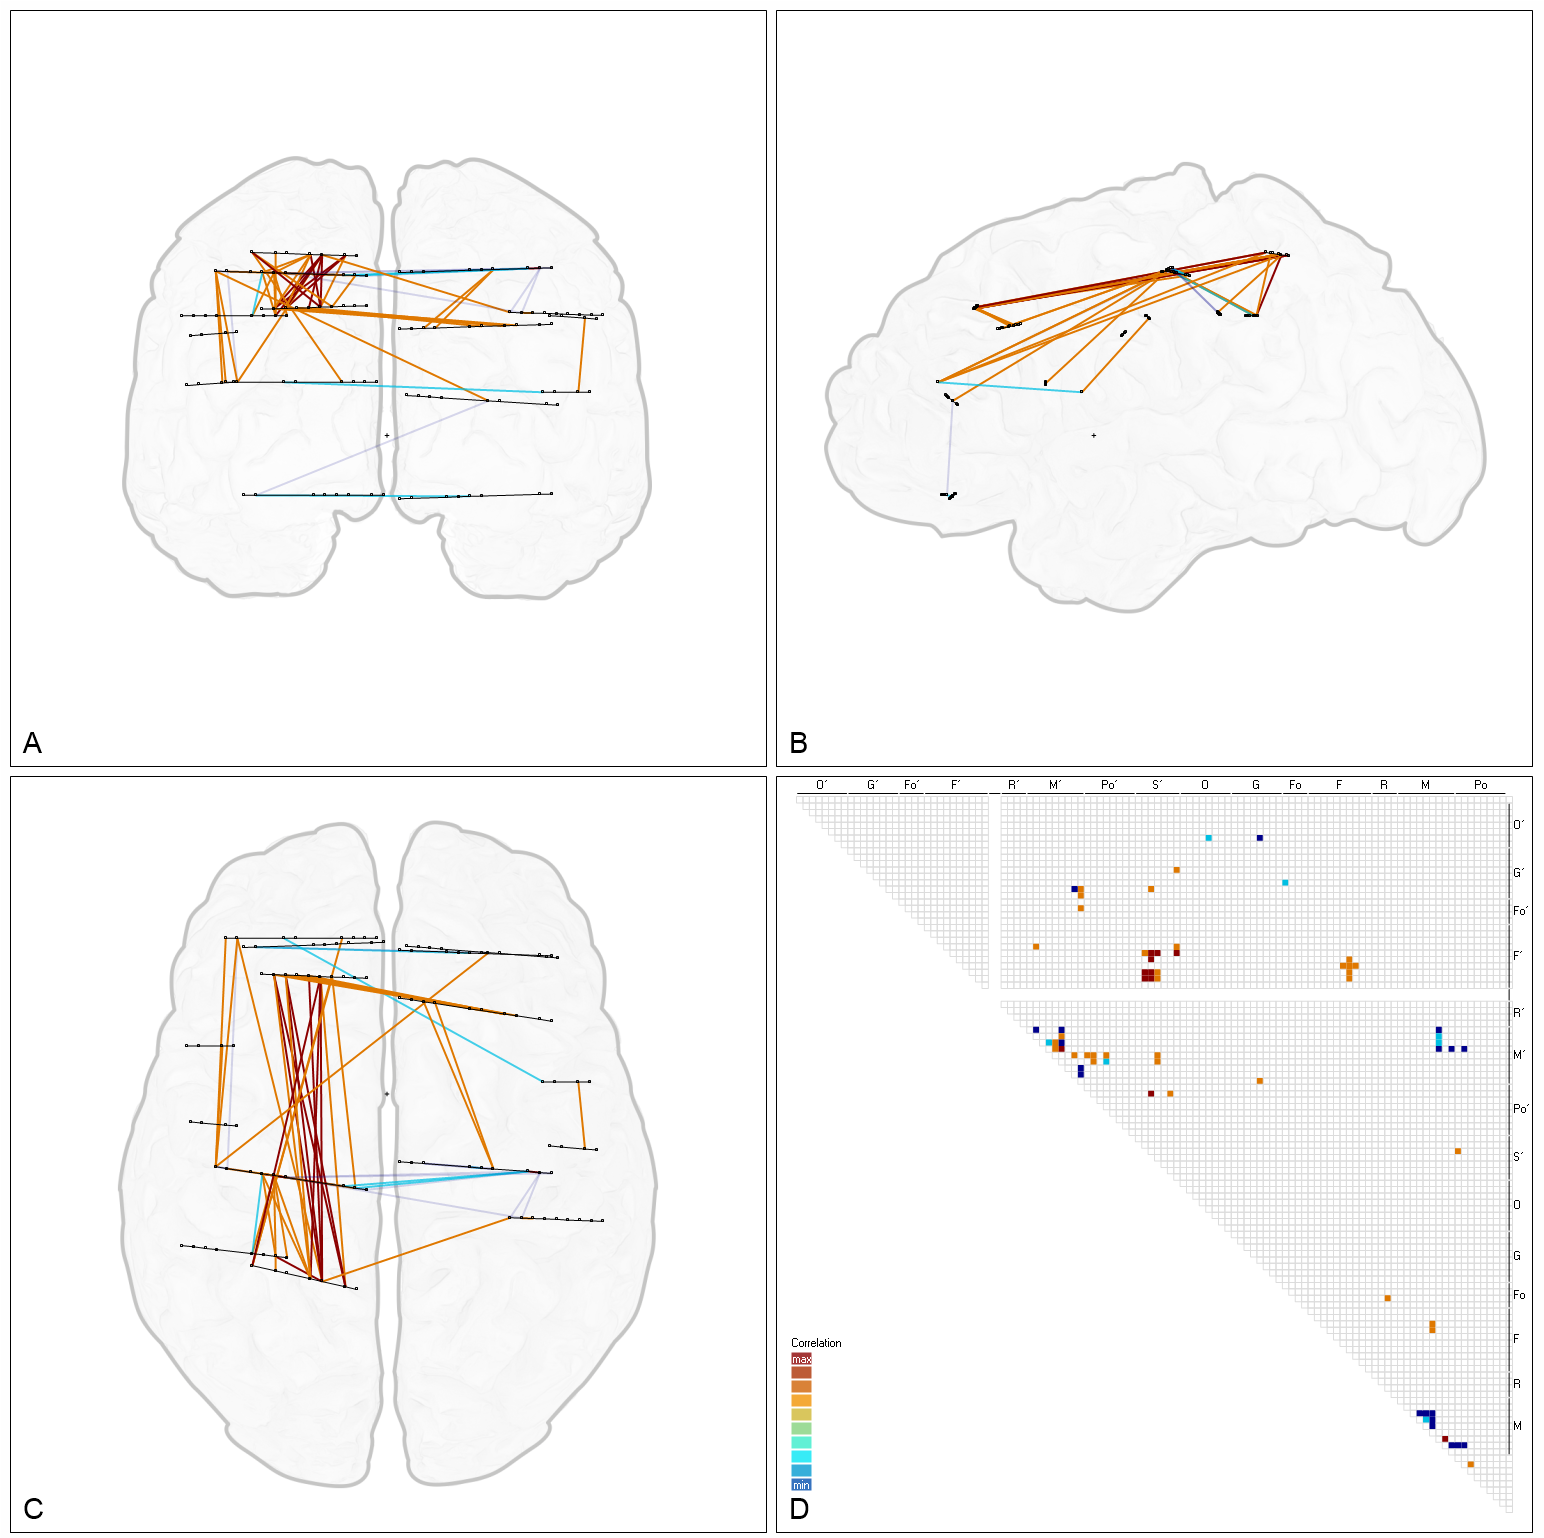 A
B
C
O´ G´ Fo´ F´ R´ M´ Po´ S´ O G Fo F R M Po
O´
G´
Fo´
F´
R´
M´
Po´
S´
O
G
Fo
F
R
M
Correlation
max
min
D